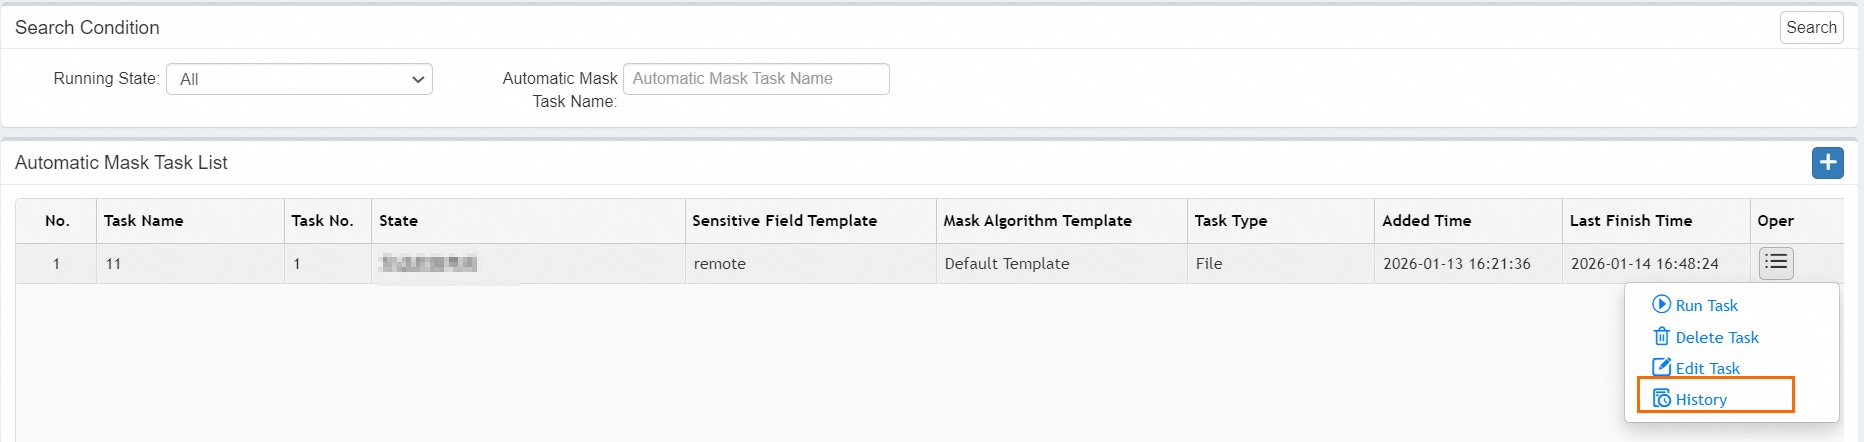 Search Condition
Search
Running State:
All
Automatic Mask
Task Name:
Automatic Mask Task Name
Automatic Mask Task List
No. Task Name Task No. State Sensitive Field Template Mask Algorithm Template Task Type Added Time Last Finish Time Oper
1 11 1 remote Default Template File 2026-01-13 16:21:36 2026-01-14 16:48:24
Run Task
Delete Task
Edit Task
History